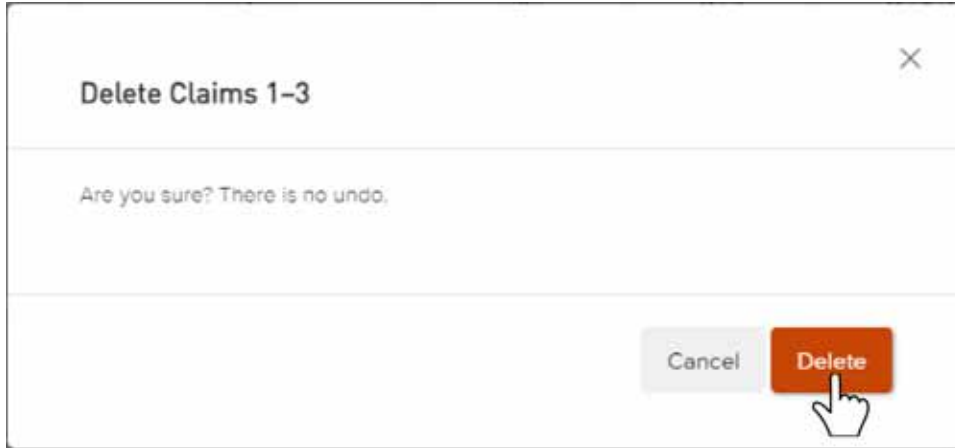 Delete Claims 1–3
Are you sure? There is no undo.
Cancel
Delete